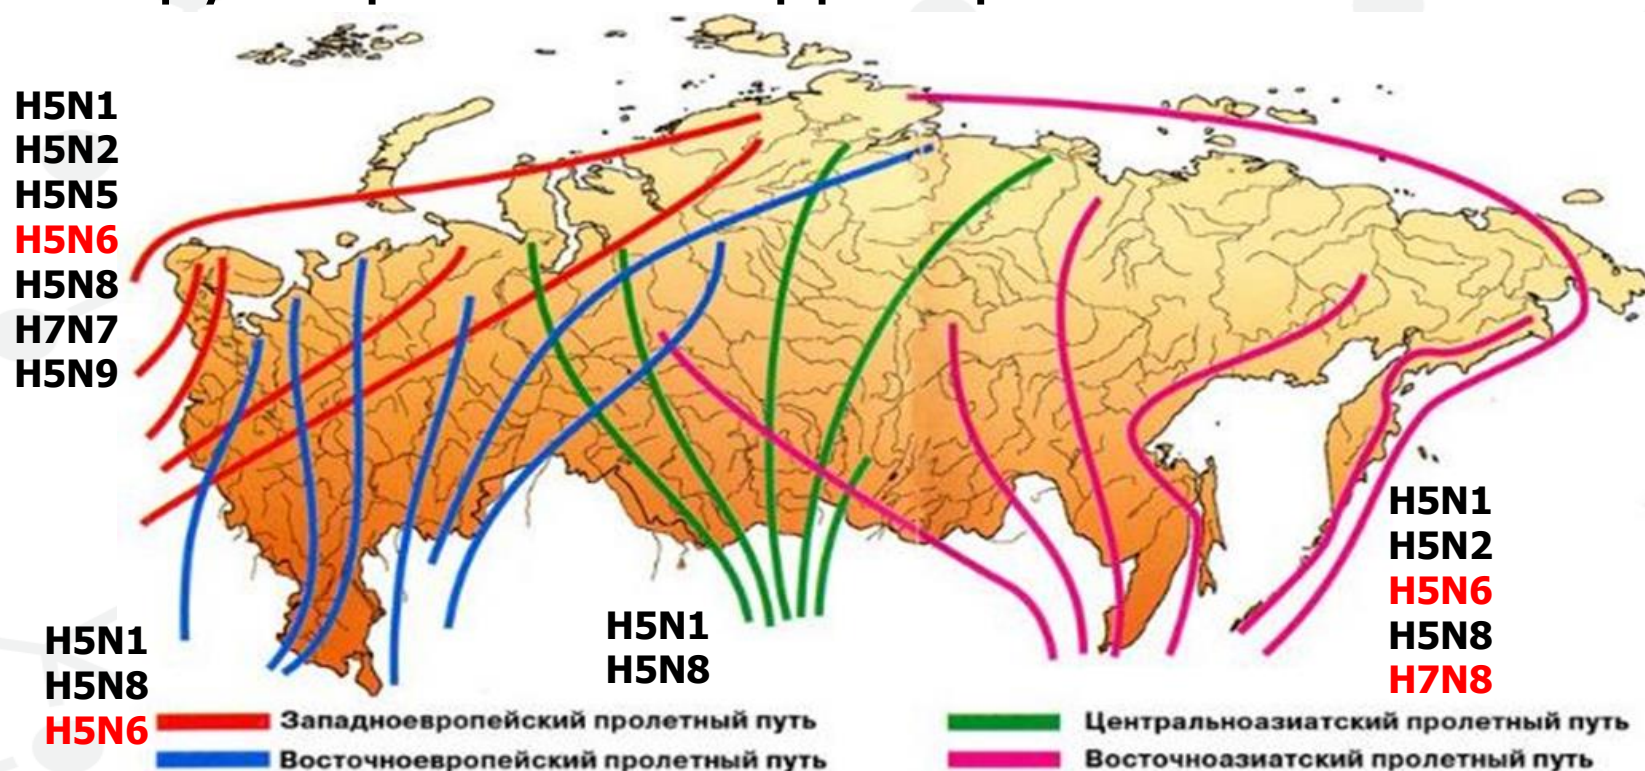 H5N1
H5N2
H5N5
H5N6
H5N8
H7N7
H5N9
H5N1
H5N8
H5N6
H5N1
H5N8
H5N1
H5N2
H5N6
H5N8
H7N8
Западноевропейский пролетный путь
Восточноевропейский пролетный путь
Центральноазиатский пролетный путь
Восточноазиатский пролетный путь